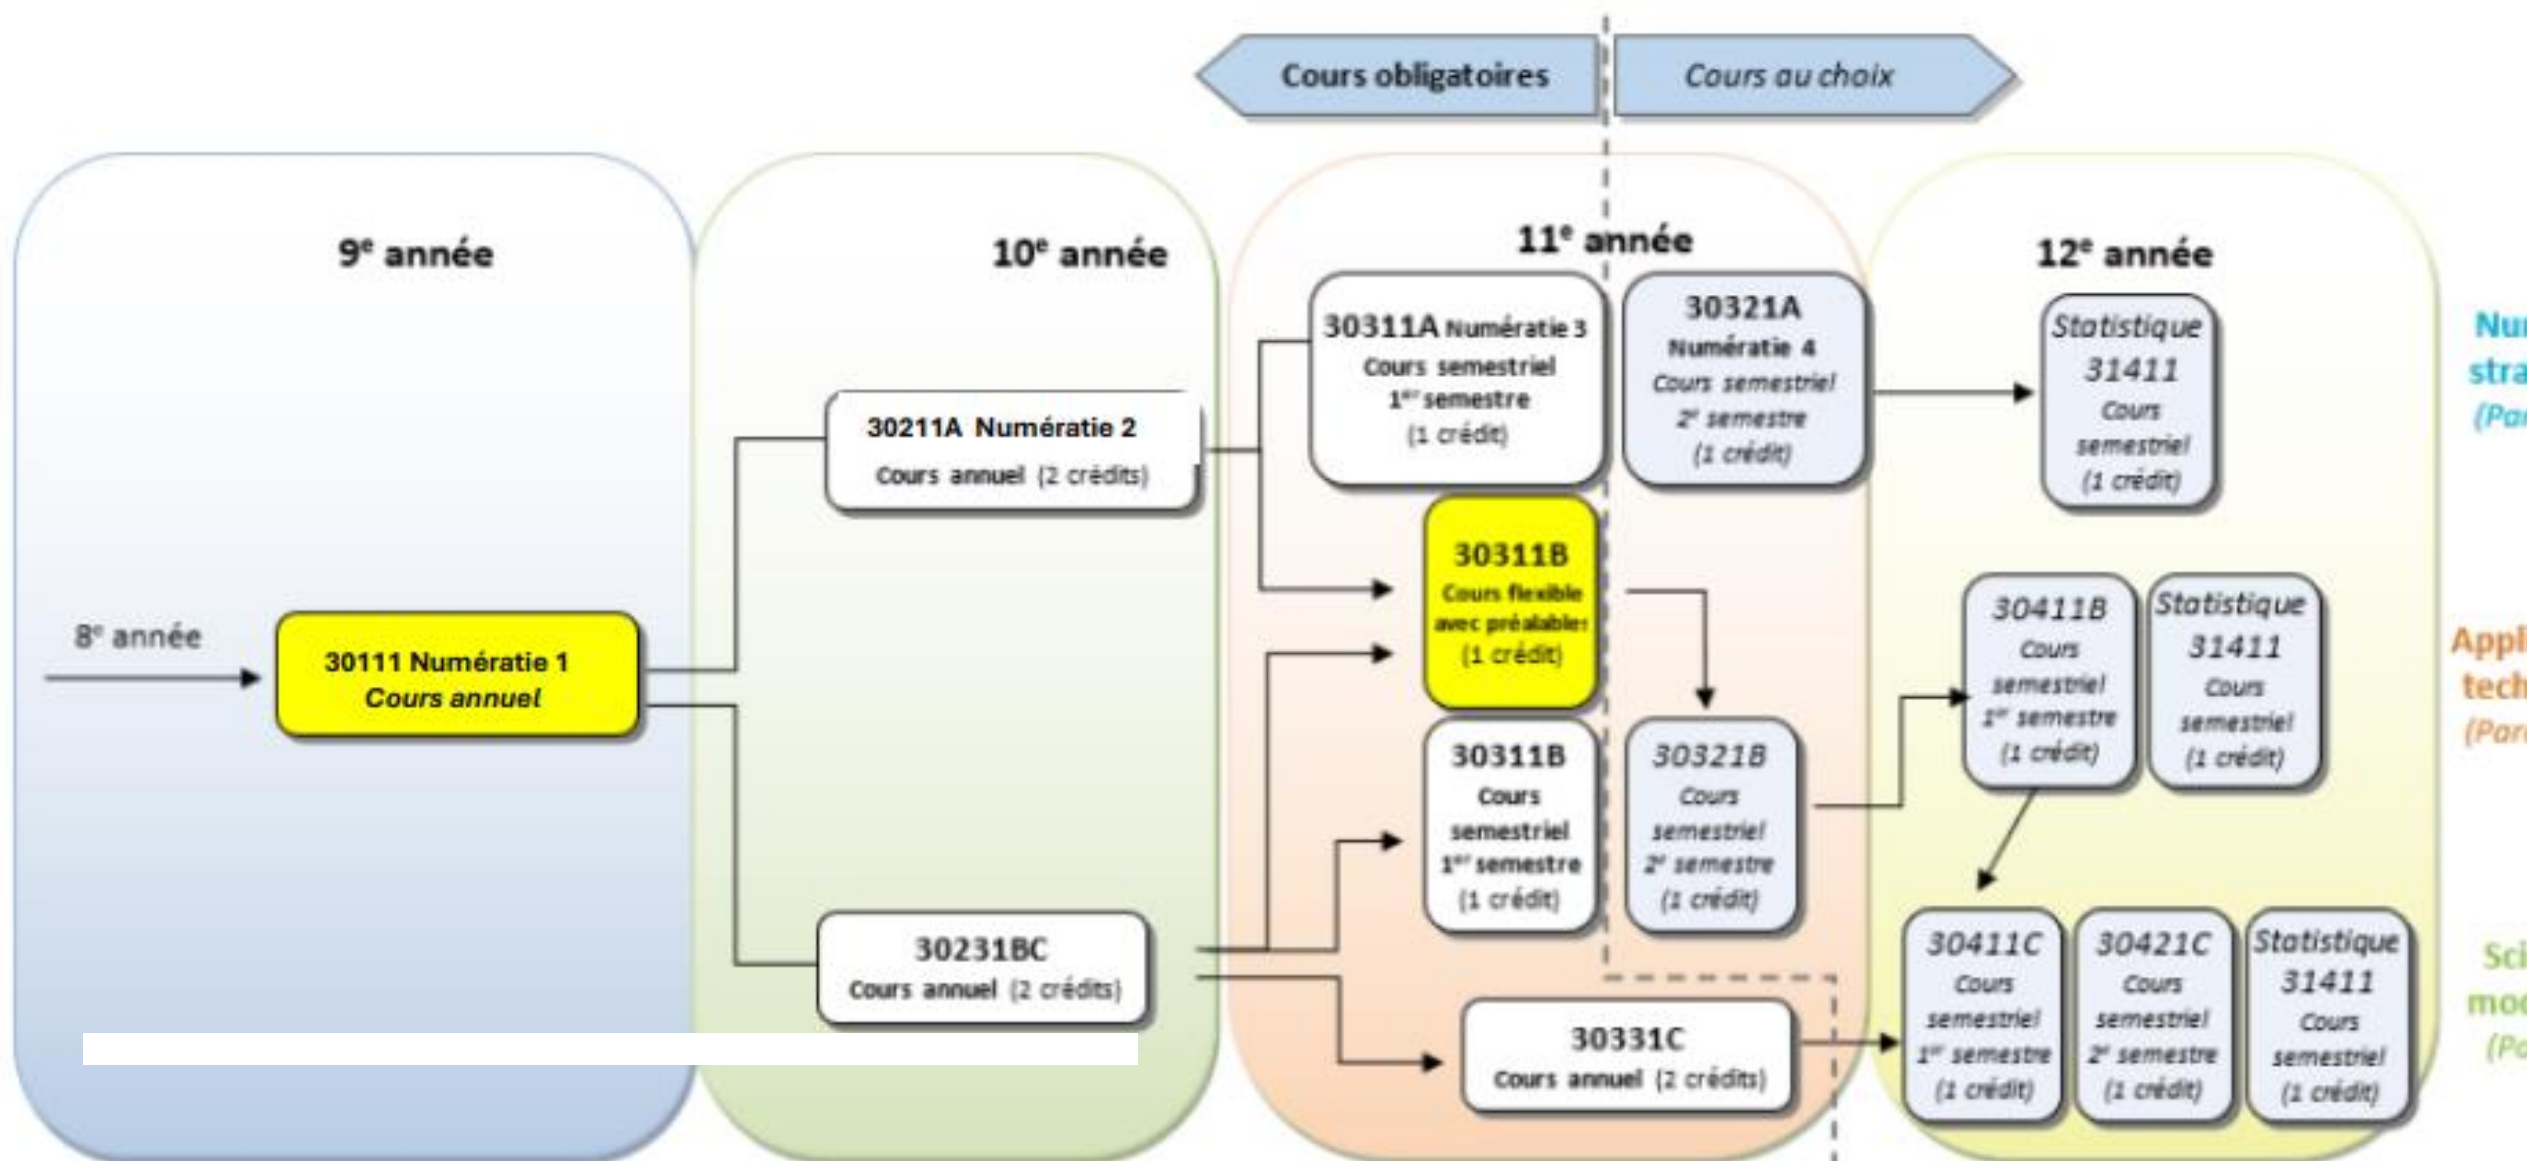 Cours obligatoires
Cours au choix
9e année
10e année
11e année
12e année
8e année
30111 Numératie 1
Cours annuel
30211A Numératie 2
Cours annuel (2 crédits)
30231BC
Cours annuel (2 crédits)
30311A Numératie 3
Cours semestriel
1er semestre
(1 crédit)
30321A
Numératie 4
Cours semestriel
2e semestre
(1 crédit)
30311B
Cours flexible
avec préalables
(1 crédit)
30311B
Cours
semestriel
1er semestre
(1 crédit)
30321B
Cours
semestriel
2e semestre
(1 crédit)
30331C
Cours annuel (2 crédits)
Statistique
31411
Cours
semestriel
(1 crédit)
30411B
Cours
semestriel
1er semestre
(1 crédit)
Statistique
31411
Cours
semestriel
(1 crédit)
30411C
Cours
semestriel
1er semestre
(1 crédit)
30421C
Cours
semestriel
2e semestre
(1 crédit)
Statistique
31411
Cours
semestriel
(1 crédit)